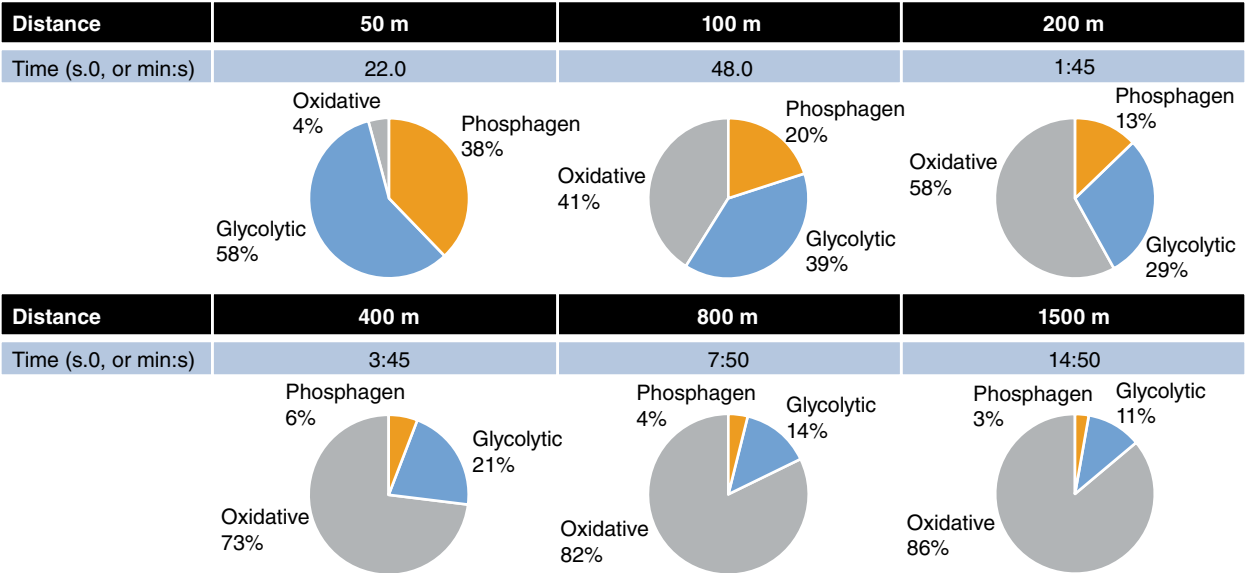 Distance 50 m 100 m 200 m
Time (s.0, or min:s) 22.0 48.0 1:45
Oxidative
4%
Phosphagen
38%
Glycolytic
58%
Phosphagen
20%
Oxidative
41%
Glycolytic
39%
Phosphagen
13%
Oxidative
58%
Glycolytic
29%
Distance 400 m 800 m 1500 m
Time (s.0, or min:s) 3:45 7:50 14:50
Phosphagen
6%
Glycolytic
21%
Oxidative
73%
Phosphagen
4%
Glycolytic
14%
Oxidative
82%
Phosphagen
3%
Glycolytic
11%
Oxidative
86%